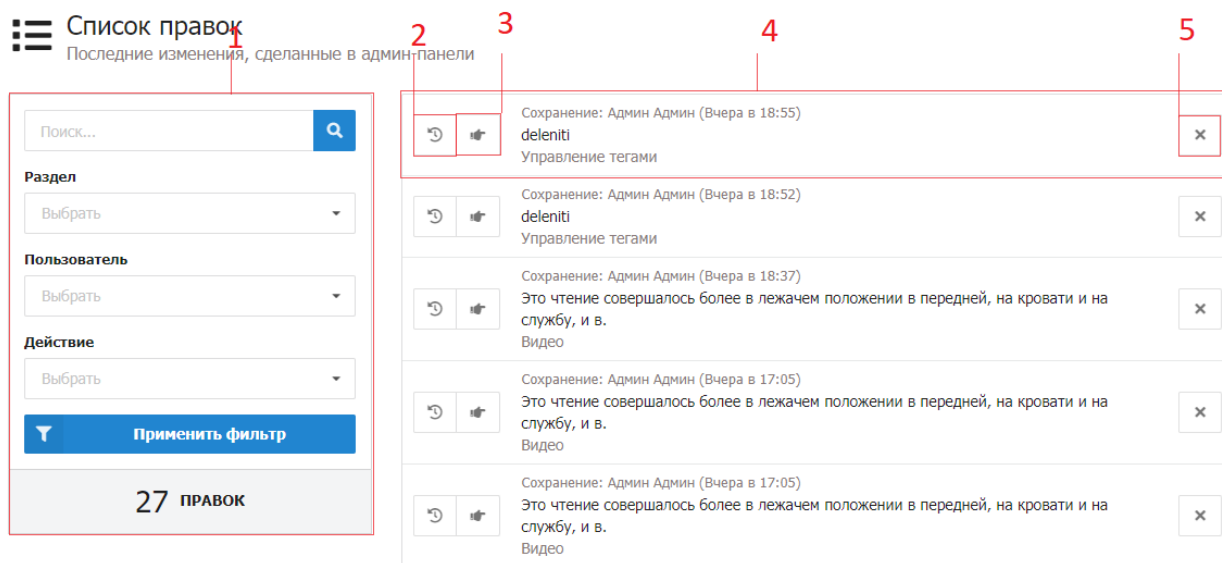 Список правок
Последние изменения, сделанные в админ-панели
1
2
3
4
5
Поиск...
Раздел
Выбрать
Пользователь
Выбрать
Действие
Выбрать
Применить фильтр
27 ПРАВОК
Сохранение: Админ Админ (Вчера в 18:55)
deleniti
Управление тегами
Сохранение: Админ Админ (Вчера в 18:52)
deleniti
Управление тегами
Сохранение: Админ Админ (Вчера в 18:37)
Это чтение совершалось более в лежачем положении в передней, на кровати и на
службу, и в.
Видео
Сохранение: Админ Админ (Вчера в 17:05)
Это чтение совершалось более в лежачем положении в передней, на кровати и на
службу, и в.
Видео
Сохранение: Админ Админ (Вчера в 17:05)
Это чтение совершалось более в лежачем положении в передней, на кровати и на
службу, и в.
Видео